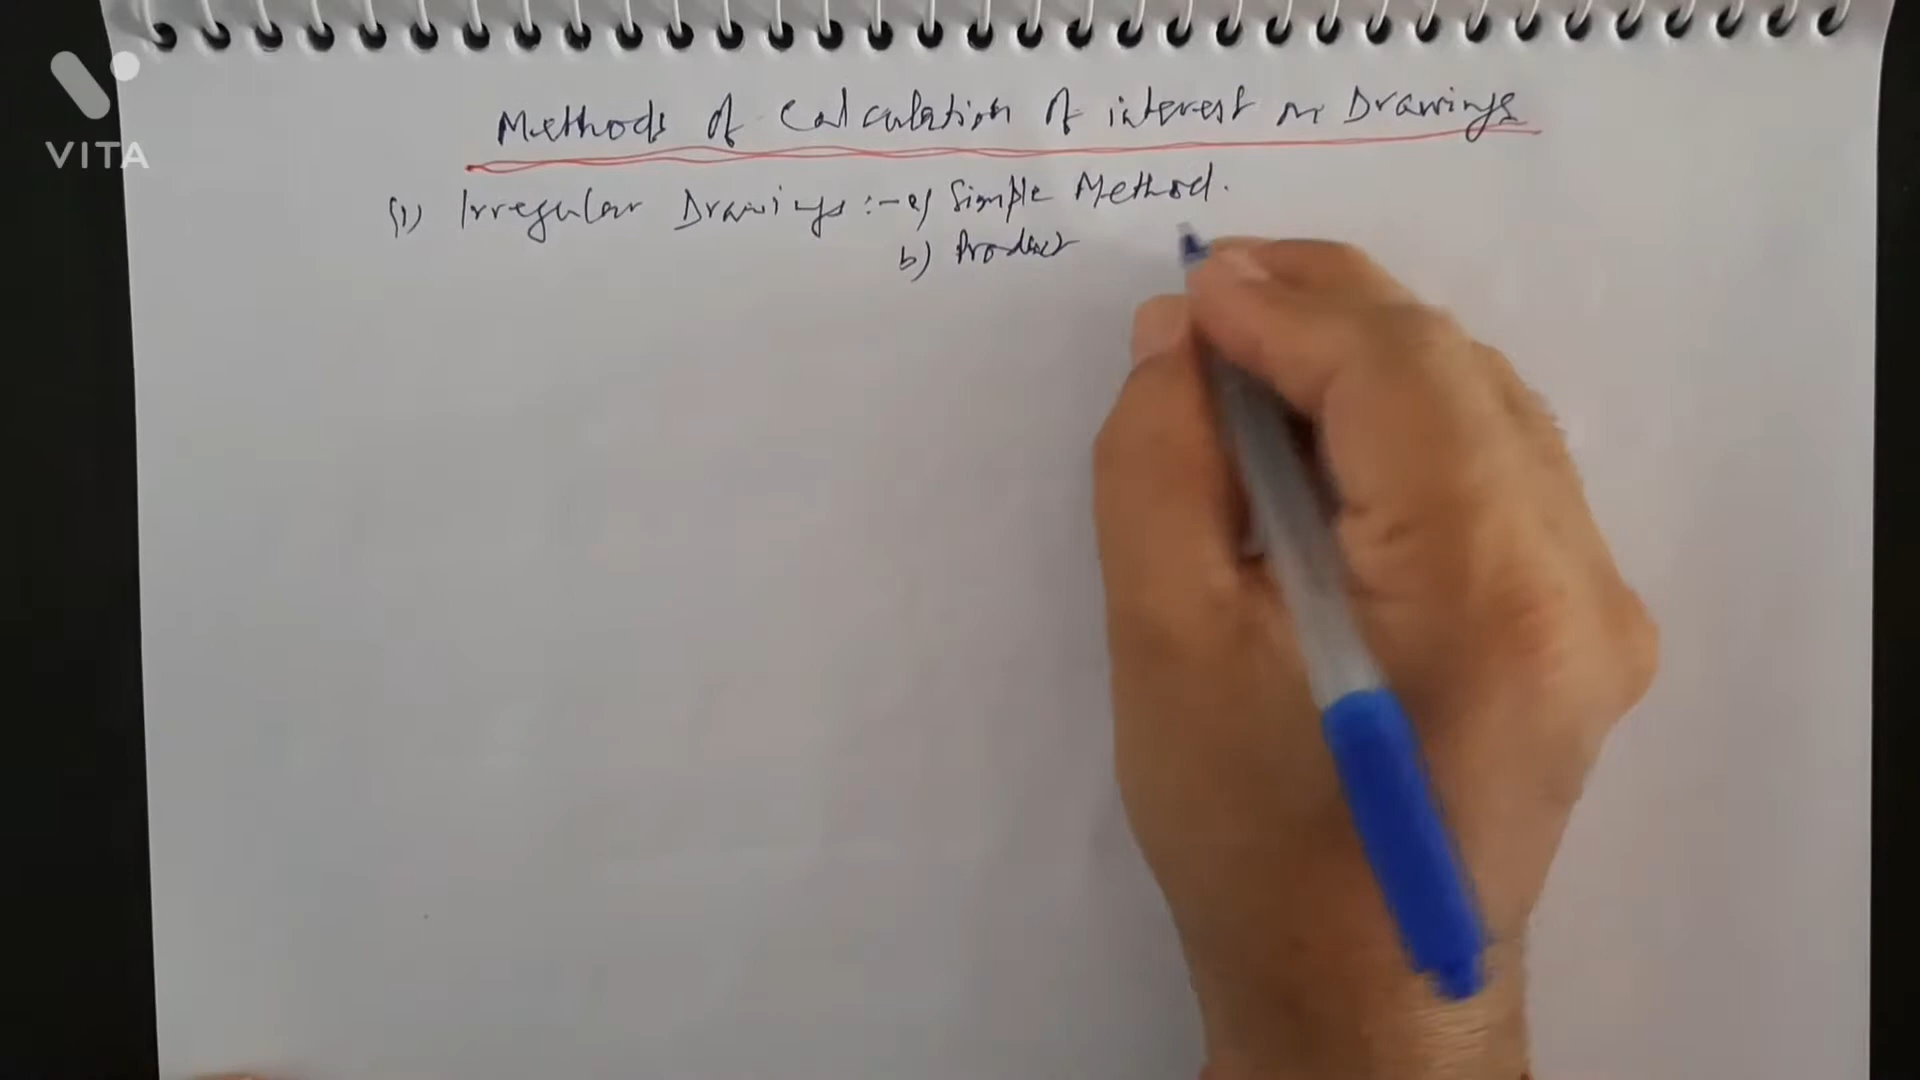 VITA
Methods of Calculation of interest on Drawings
(1) Irregular Drawings :- a) Simple Method.
b) Product